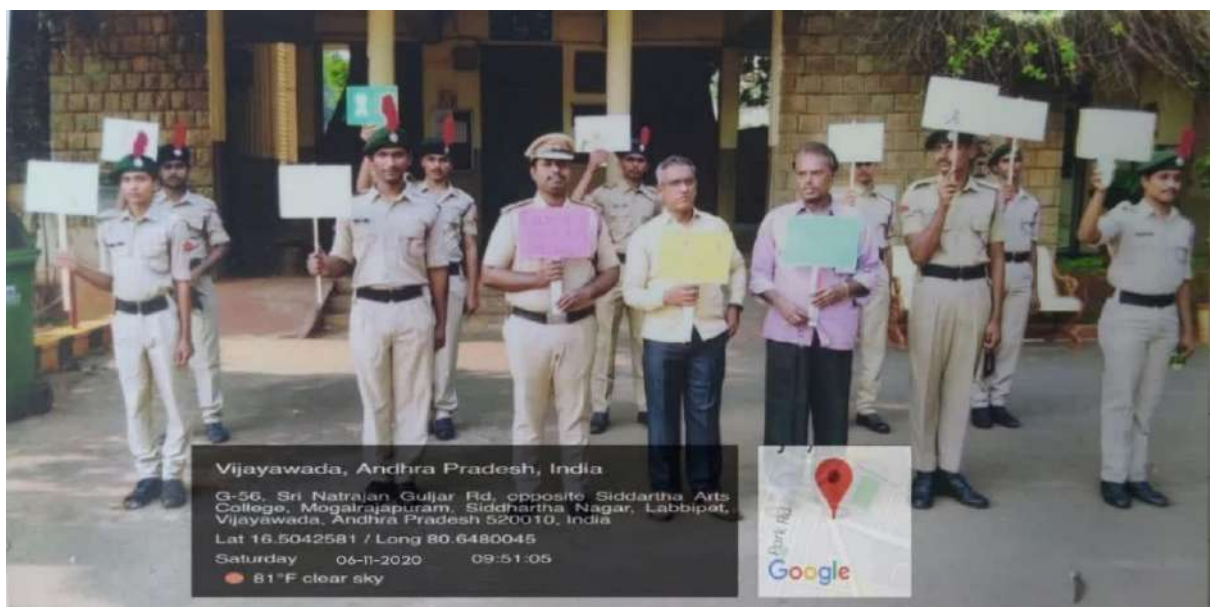 Vijayawada, Andhra Pradesh, India
G-56, Sri Natrajan Guljar Rd, opposite Siddartha Arts
College, Mogalrajapuram, Siddhartha Nagar, Labbipet,
Vijayawada, Andhra Pradesh 520010, India
Lat 16.5042581 / Long 80.6480045
Saturday 06-11-2020 09:51:05
81°F clear sky
Park Rd
Google